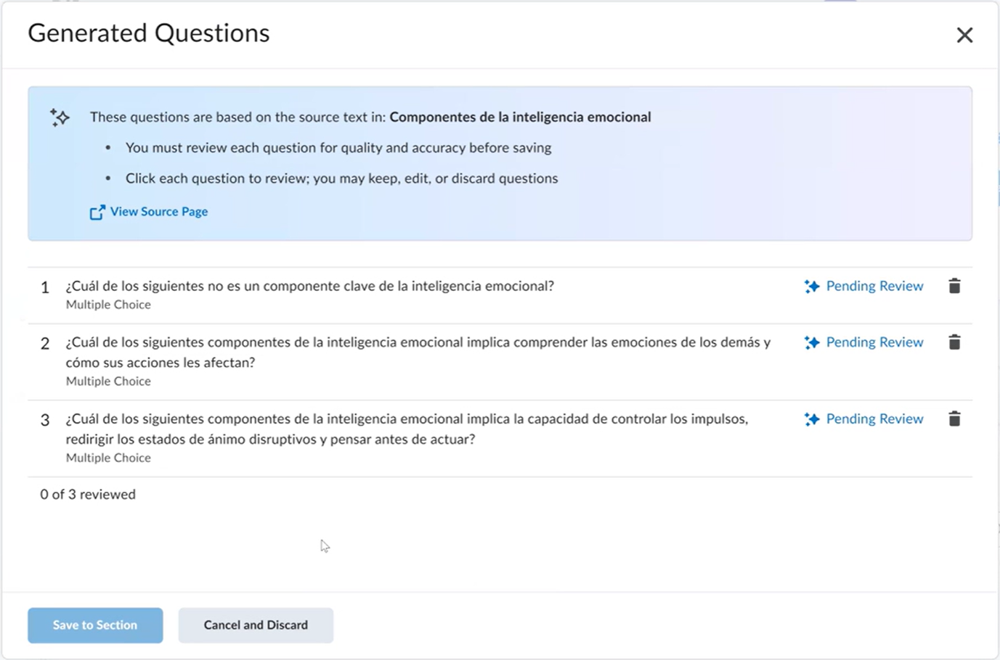 Generated Questions
These questions are based on the source text in: Componentes de la inteligencia emocional
• You must review each question for quality and accuracy before saving
• Click each question to review; you may keep, edit, or discard questions
View Source Page
1 ¿Cuál de los siguientes no es un componente clave de la inteligencia emocional? Pending Review
Multiple Choice
2 ¿Cuál de los siguientes componentes de la inteligencia emocional implica comprender las emociones de los demás y Pending Review
cómo sus acciones les afectan?
Multiple Choice
3 ¿Cuál de los siguientes componentes de la inteligencia emocional implica la capacidad de controlar los impulsos, Pending Review
redirigir los estados de ánimo disruptivos y pensar antes de actuar?
Multiple Choice
0 of 3 reviewed
Save to Section Cancel and Discard